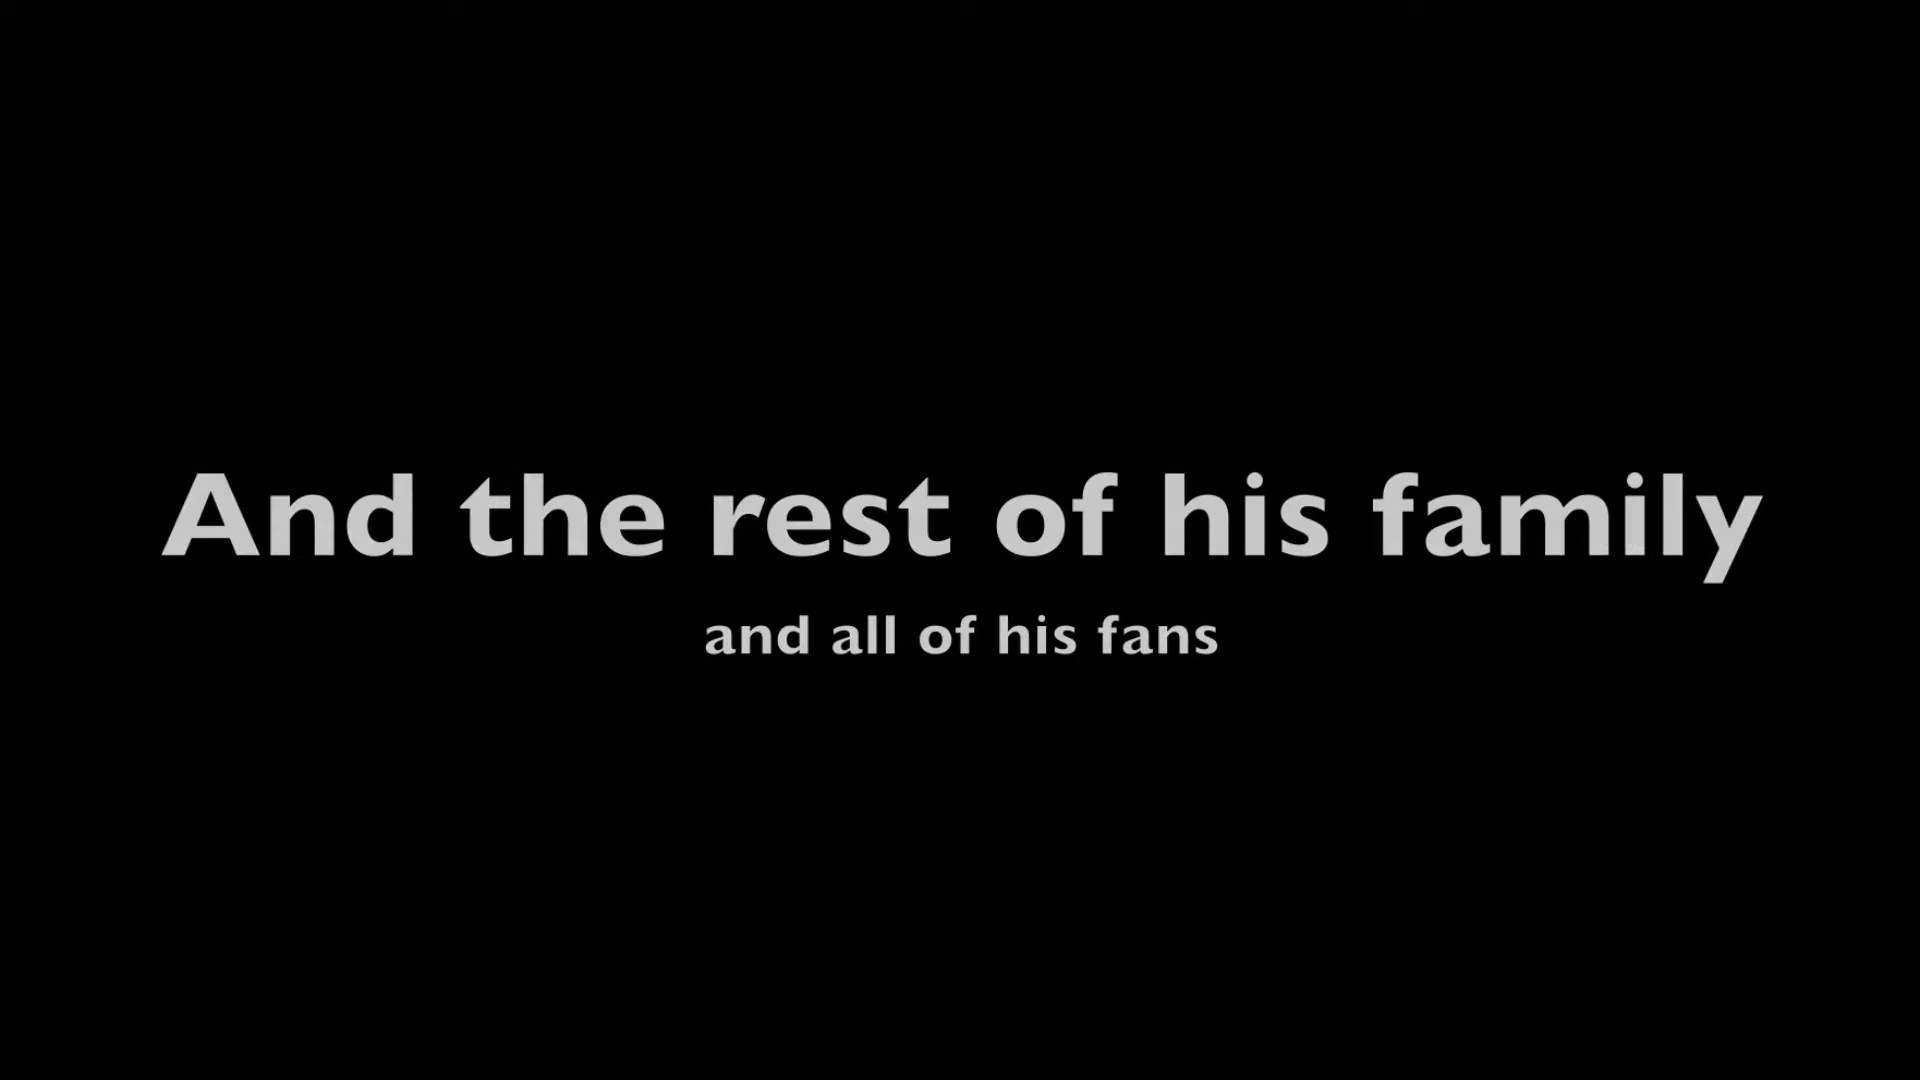 And the rest of his family
and all of his fans